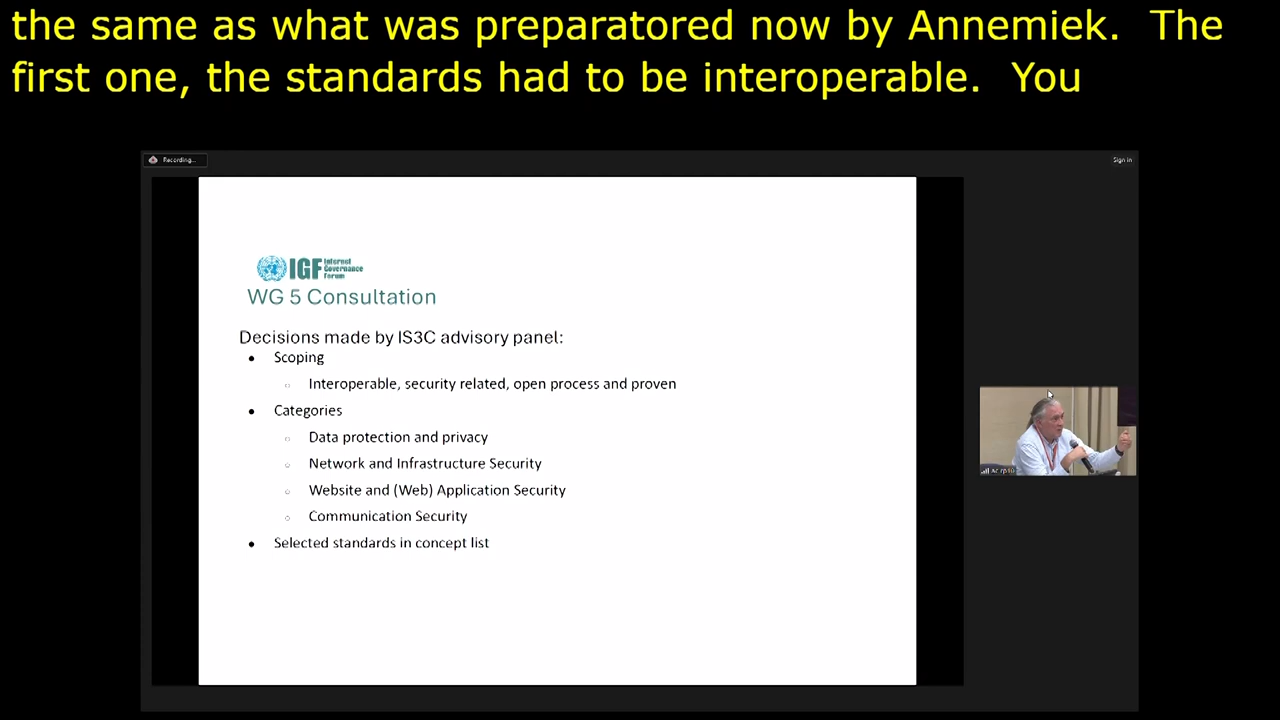 the same as what was preparatored now by Annemiek.  The
first one, the standards had to be interoperable.  You
Recording...
Sign in
IGF Internet
Governance
Forum
WG 5 Consultation
Decisions made by IS3C advisory panel:
• Scoping
○ Interoperable, security related, open process and proven
• Categories
○ Data protection and privacy
○ Network and Infrastructure Security
○ Website and (Web) Application Security
○ Communication Security
• Selected standards in concept list